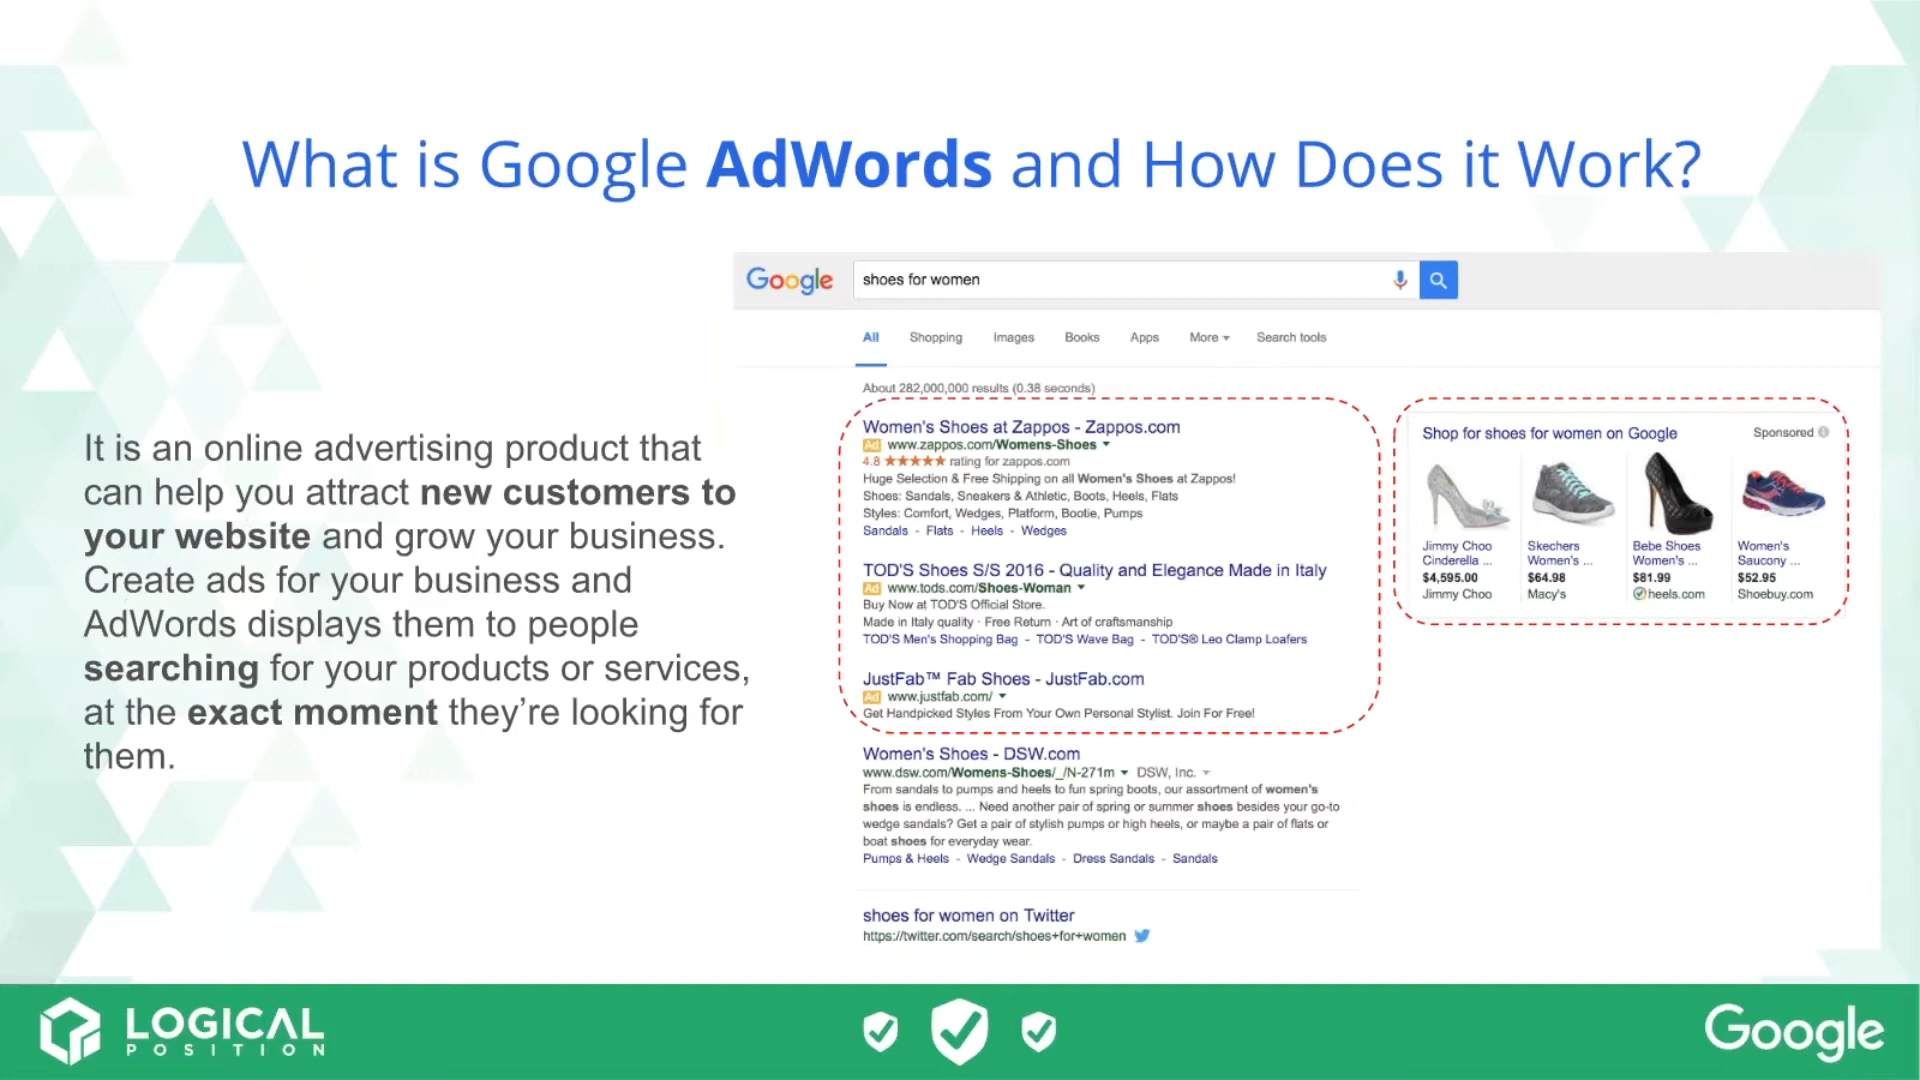 What is Google AdWords and How Does it Work?
It is an online advertising product that
can help you attract new customers to
your website and grow your business.
Create ads for your business and
AdWords displays them to people
searching for your products or services,
at the exact moment they’re looking for
them.
Google
shoes for women
All Shopping Images Books Apps More Search tools
About 282,000,000 results (0.38 seconds)
Women's Shoes at Zappos - Zappos.com
Ad www.zappos.com/Womens-Shoes
4.8 ★★★★★ rating for zappos.com
Huge Selection & Free Shipping on all Women's Shoes at Zappos!
Shoes: Sandals, Sneakers & Athletic, Boots, Heels, Flats
Styles: Comfort, Wedges, Platform, Bootie, Pumps
Sandals - Flats - Heels - Wedges
TOD'S Shoes S/S 2016 - Quality and Elegance Made in Italy
Ad www.tods.com/Shoes-Woman
Buy Now at TOD'S Official Store.
Made in Italy quality · Free Return · Art of craftsmanship
TOD'S Men's Shopping Bag - TOD'S Wave Bag - TOD'S® Leo Clamp Loafers
JustFab™ Fab Shoes - JustFab.com
Ad www.justfab.com/
Get Handpicked Styles From Your Own Personal Stylist. Join For Free!
Women's Shoes - DSW.com
www.dsw.com/Womens-Shoes/_/N-271m DSW, Inc.
From sandals to pumps and heels to fun spring boots, our assortment of women's
shoes is endless. ... Need another pair of spring or summer shoes besides your go-to
wedge sandals? Get a pair of stylish pumps or high heels, or maybe a pair of flats or
boat shoes for everyday wear.
Pumps & Heels - Wedge Sandals - Dress Sandals - Sandals
shoes for women on Twitter
https://twitter.com/search/shoes+for+women
Shop for shoes for women on Google Sponsored
Jimmy Choo
Cinderella ...
$4,595.00
Jimmy Choo
Skechers
Women's ...
$64.98
Macy's
Bebe Shoes
Women's ...
$81.99
heels.com
Women's
Saucony ...
$52.95
Shoebuy.com
LOGICAL
POSITION
Google